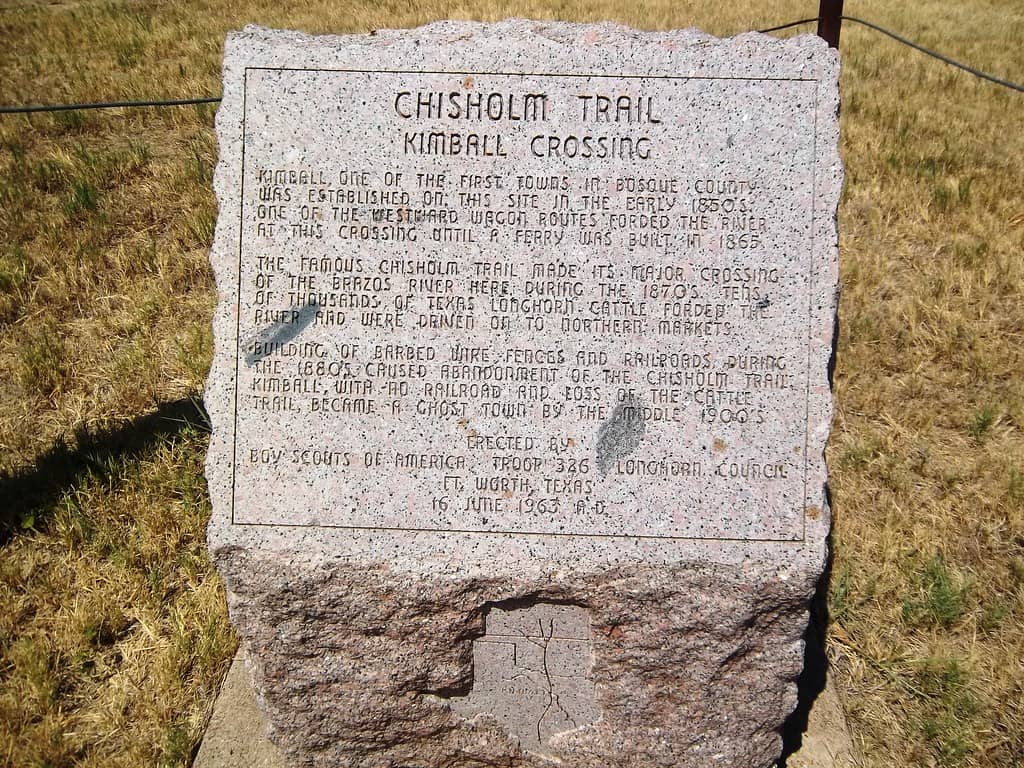 CHISHOLM TRAIL
KIMBALL CROSSING
KIMBALL, ONE OF THE FIRST TOWNS IN BOSQUE COUNTY,
WAS ESTABLISHED ON THIS SITE IN THE EARLY 1850'S.
ONE OF THE WESTWARD WAGON ROUTES FORDED THE RIVER
AT THIS CROSSING UNTIL A FERRY WAS BUILT IN 1865.
THE FAMOUS CHISHOLM TRAIL MADE ITS MAJOR CROSSING
OF THE BRAZOS RIVER HERE DURING THE 1870'S. TENS
OF THOUSANDS OF TEXAS LONGHORN CATTLE FORDED THE
RIVER AND WERE DRIVEN ON TO NORTHERN MARKETS.
BUILDING OF BARBED WIRE FENCES AND RAILROADS DURING
THE 1880'S CAUSED ABANDONMENT OF THE CHISHOLM TRAIL.
KIMBALL, WITH NO RAILROAD AND LOSS OF THE CATTLE
TRAIL, BECAME A GHOST TOWN BY THE MIDDLE 1900'S.
ERECTED BY
BOY SCOUTS OF AMERICA TROOP 326 LONGHORN COUNCIL
FT. WORTH, TEXAS
16 JUNE 1963 A.D.